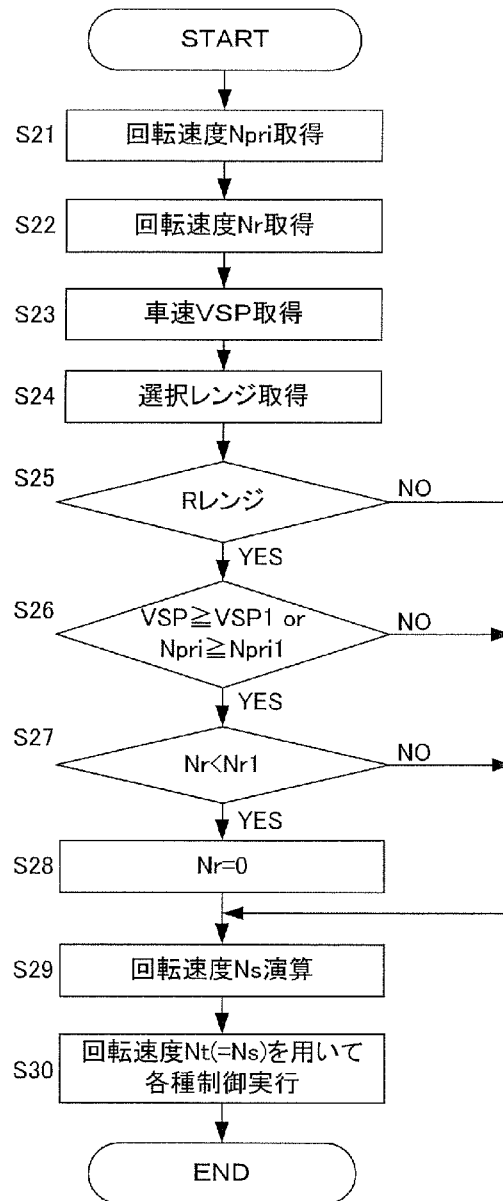 START
S21
回転速度Npri取得
S22
回転速度Nr取得
S23
車速VSP取得
S24
選択レンジ取得
S25
Rレンジ
NO
YES
S26
VSP≧VSP1 or
Npri≧Npri1
NO
YES
S27
Nr<Nr1
NO
YES
S28
Nr=0
S29
回転速度Ns演算
S30
回転速度Nt(=Ns)を用いて
各種制御実行
END